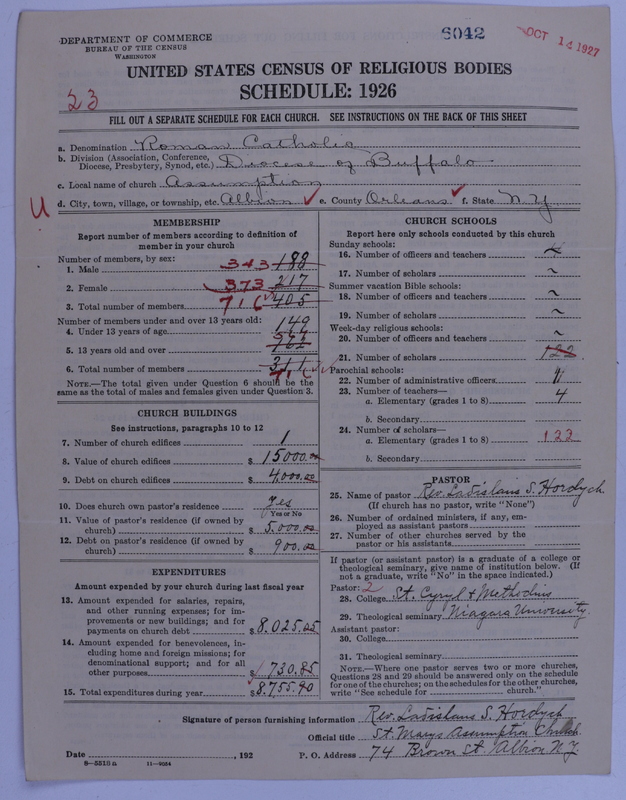 DEPARTMENT OF COMMERCE
BUREAU OF THE CENSUS
WASHINGTON
6042
OCT 14 1927
UNITED STATES CENSUS OF RELIGIOUS BODIES
SCHEDULE: 1926
23
FILL OUT A SEPARATE SCHEDULE FOR EACH CHURCH. SEE INSTRUCTIONS ON THE BACK OF THIS SHEET
a. Denomination Roman Catholic
b. Division (Association, Conference, Diocese, Presbytery, Synod, etc.) Diocese of Buffalo
c. Local name of church Assumption
U d. City, town, village, or township, etc. Albion ✓ e. County Orleans ✓ f. State N.Y
MEMBERSHIP
Report number of members according to definition of
member in your church
Number of members, by sex:
1. Male 343 188
2. Female 373 217
3. Total number of members 716 405
Number of members under and over 13 years old:
4. Under 13 years of age 149
5. 13 years old and over
6. Total number of members 311
NOTE.—The total given under Question 6 should be the
same as the total of males and females given under Question 3.
CHURCH BUILDINGS
See instructions, paragraphs 10 to 12
7. Number of church edifices 1
8. Value of church edifices $ 15000.00
9. Debt on church edifices $ 4000.00
10. Does church own pastor's residence yes
Yes or No
11. Value of pastor's residence (if owned by
church) $ 5.000.00
12. Debt on pastor's residence (if owned by
church) $ 900.00
EXPENDITURES
Amount expended by your church during last fiscal year
13. Amount expended for salaries, repairs,
and other running expenses; for im-
provements or new buildings; and for
payments on church debt $ 8.025.05
14. Amount expended for benevolences, in-
cluding home and foreign missions; for
denominational support; and for all
other purposes $ 730.85
15. Total expenditures during year $ 8.755.90
CHURCH SCHOOLS
Report here only schools conducted by this church
Sunday schools:
16. Number of officers and teachers
17. Number of scholars ~
Summer vacation Bible schools:
18. Number of officers and teachers ~
19. Number of scholars ~
Week-day religious schools:
20. Number of officers and teachers ~
21. Number of scholars 122
Parochial schools:
22. Number of administrative officers 1
23. Number of teachers—
a. Elementary (grades 1 to 8) 4
b. Secondary
24. Number of scholars—
a. Elementary (grades 1 to 8) 122
b. Secondary
PASTOR
25. Name of pastor Rev. Ladislaus S. Hordych
(If church has no pastor, write "None")
26. Number of ordained ministers, if any, em-
ployed as assistant pastors
27. Number of other churches served by the
pastor or his assistants
If pastor (or assistant pastor) is a graduate of a college or
theological seminary, give name of institution below. (If
not a graduate, write "No" in the space indicated.)
Pastor: 2
28. College St. Cyryl + Methodius
29. Theological seminary Niagara University.
Assistant pastor:
30. College
31. Theological seminary
NOTE.—Where one pastor serves two or more churches,
Questions 28 and 29 should be answered only on the schedule
for one of the churches; on the schedules for the other churches,
write "See schedule for church."
Signature of person furnishing information Rev. Ladislaus S. Hordych
Official title St. Marys Assumption Church.
Date , 192 P. O. Address 74 Brown St. Albion N.Y.
8—5510 a 11—9054